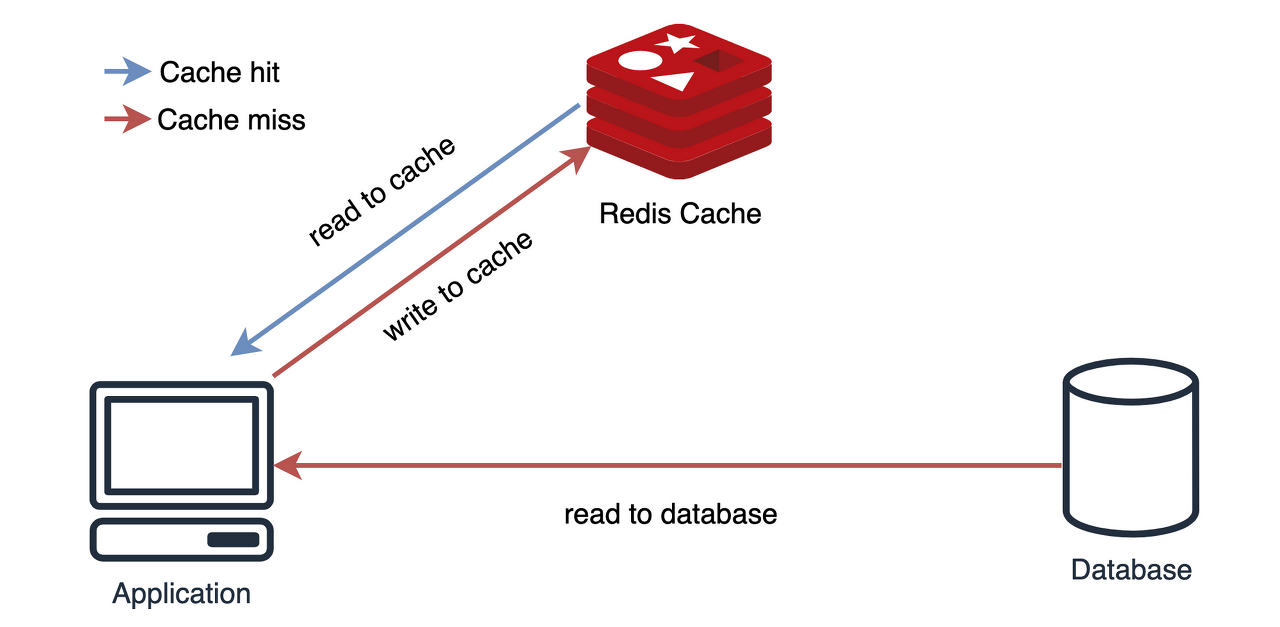 Cache hit
Cache miss
read to cache
write to cache
Redis Cache
read to database
Application
Database